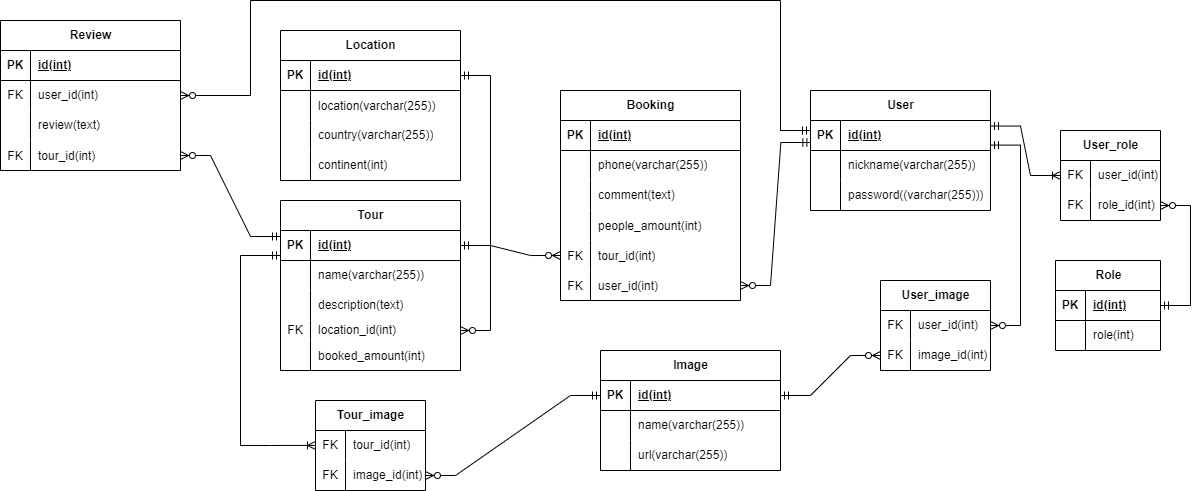 Review
PK id(int)
FK user_id(int)
review(text)
FK tour_id(int)
Location
PK id(int)
location(varchar(255))
country(varchar(255))
continent(int)
Tour
PK id(int)
name(varchar(255))
description(text)
FK location_id(int)
booked_amount(int)
Tour_image
FK tour_id(int)
FK image_id(int)
Booking
PK id(int)
phone(varchar(255))
comment(text)
people_amount(int)
FK tour_id(int)
FK user_id(int)
Image
PK id(int)
name(varchar(255))
url(varchar(255))
User
PK id(int)
nickname(varchar(255))
password((varchar(255)))
User_image
FK user_id(int)
FK image_id(int)
User_role
FK user_id(int)
FK role_id(int)
Role
PK id(int)
role(int)